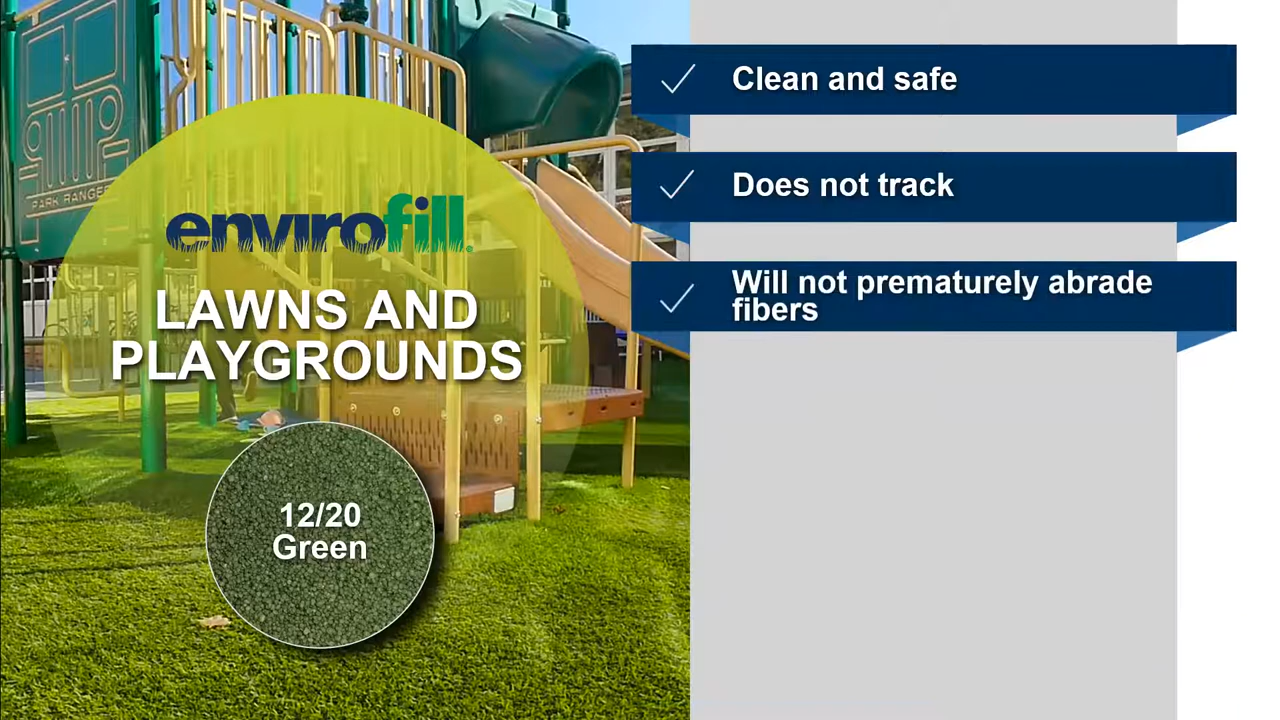 PARK RANGER
envirofill
LAWNS AND
PLAYGROUNDS
12/20
Green
Clean and safe
Does not track
Will not prematurely abrade
fibers